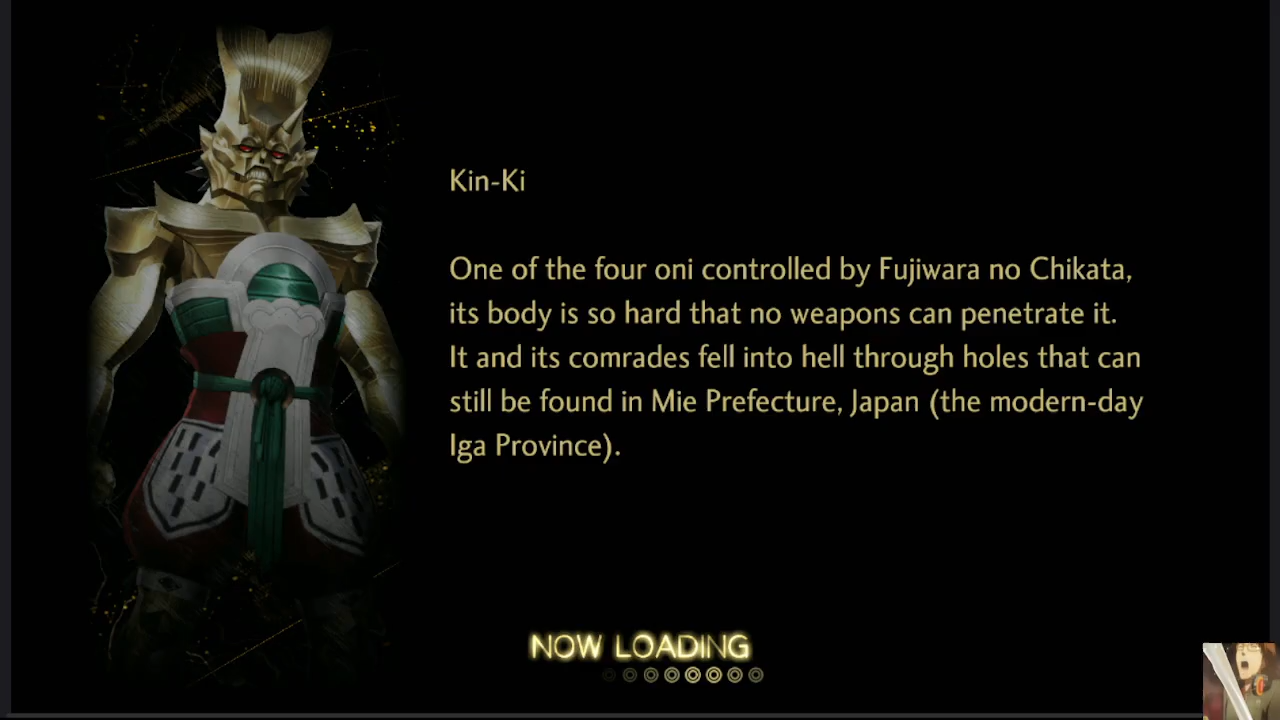 Kin-Ki
One of the four oni controlled by Fujiwara no Chikata,
its body is so hard that no weapons can penetrate it.
It and its comrades fell into hell through holes that can
still be found in Mie Prefecture, Japan (the modern-day
Iga Province).
NOW LOADING